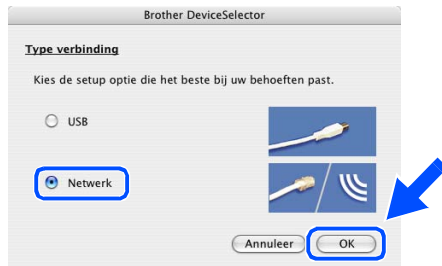 Brother DeviceSelector
Type verbinding
Kies de setup optie die het beste bij uw behoeften past.
USB
Netwerk
Annuleer
OK